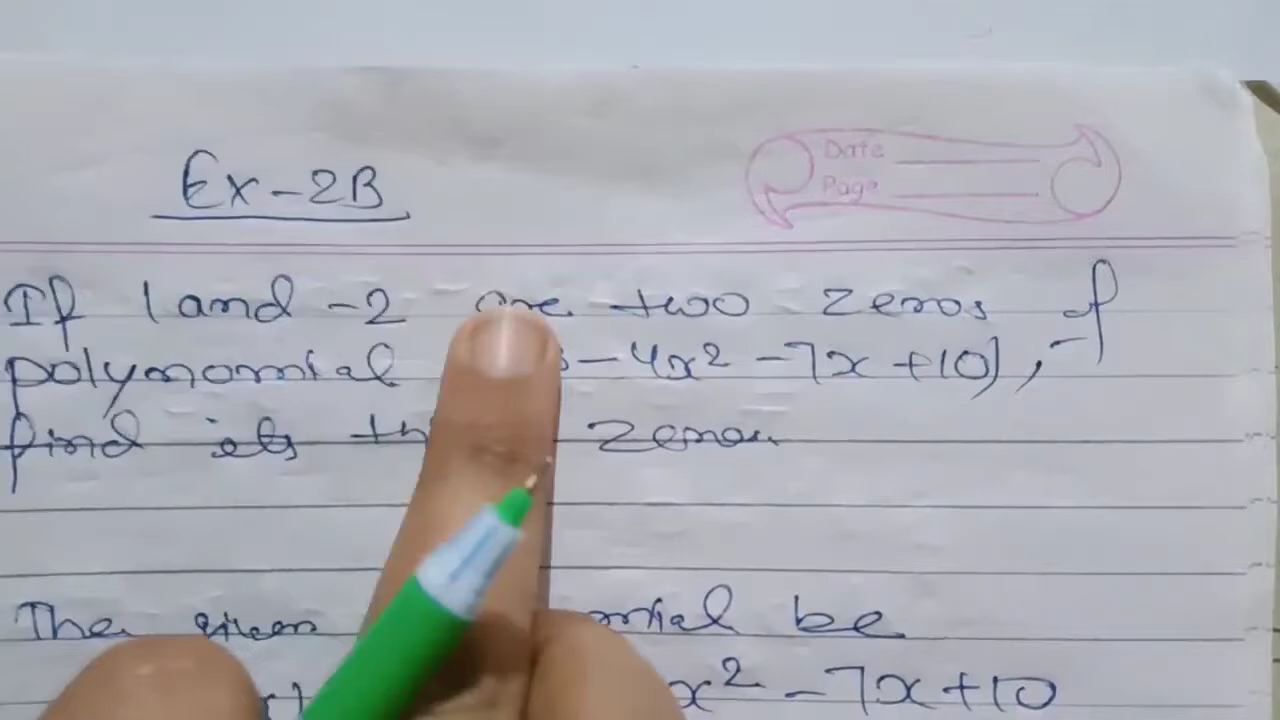 Ex-2B
Date
Page
If 1 and -2 are two zeros of
polynomial - 4x² - 7x + 10),
find its zeros.
The given be
x² - 7x + 10